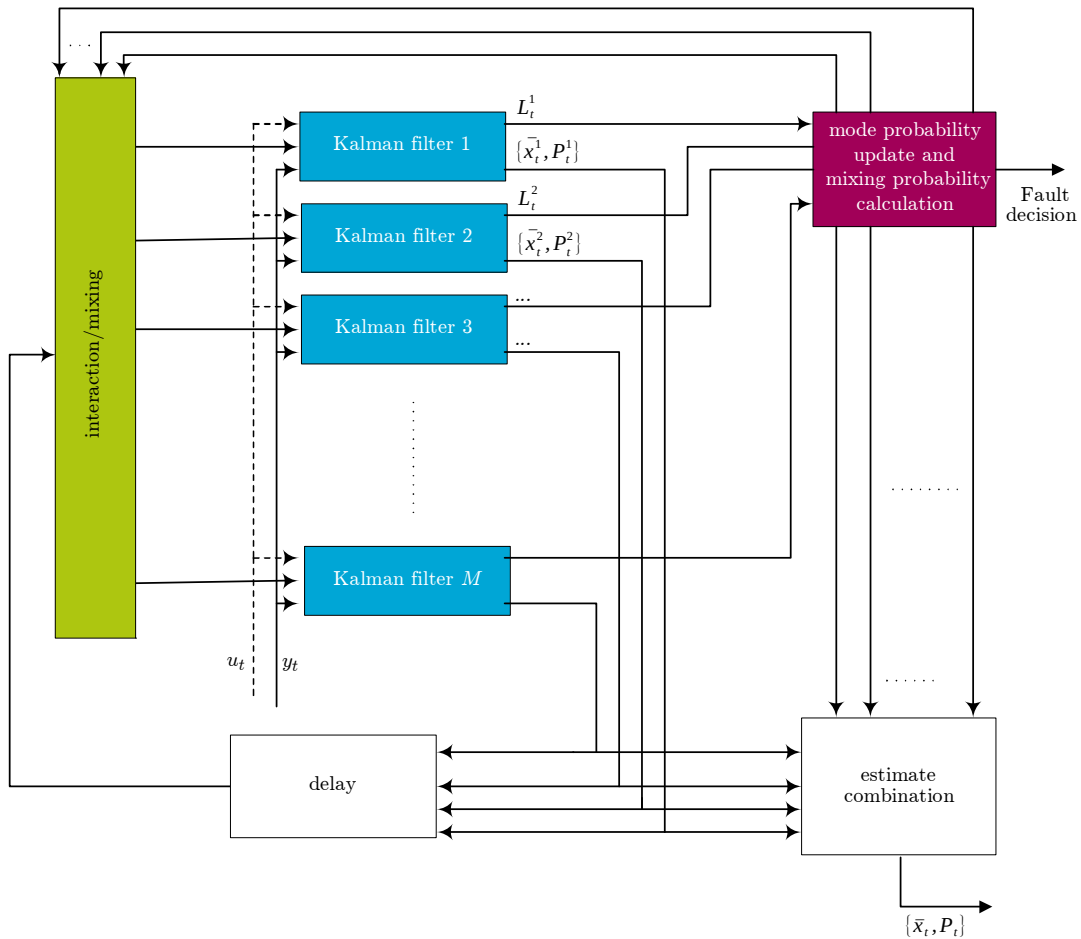 . . .
L_t^1
Kalman filter 1
{x̄_t^1, P_t^1}
mode probability
update and
mixing probability
calculation
Fault
decision
L_t^2
Kalman filter 2
{x̄_t^2, P_t^2}
...
Kalman filter 3
...
interaction/mixing
. . . . . . . .
Kalman filter M
u_t
y_t
. . . . . .
delay
estimate
combination
{x̄_t, P_t}